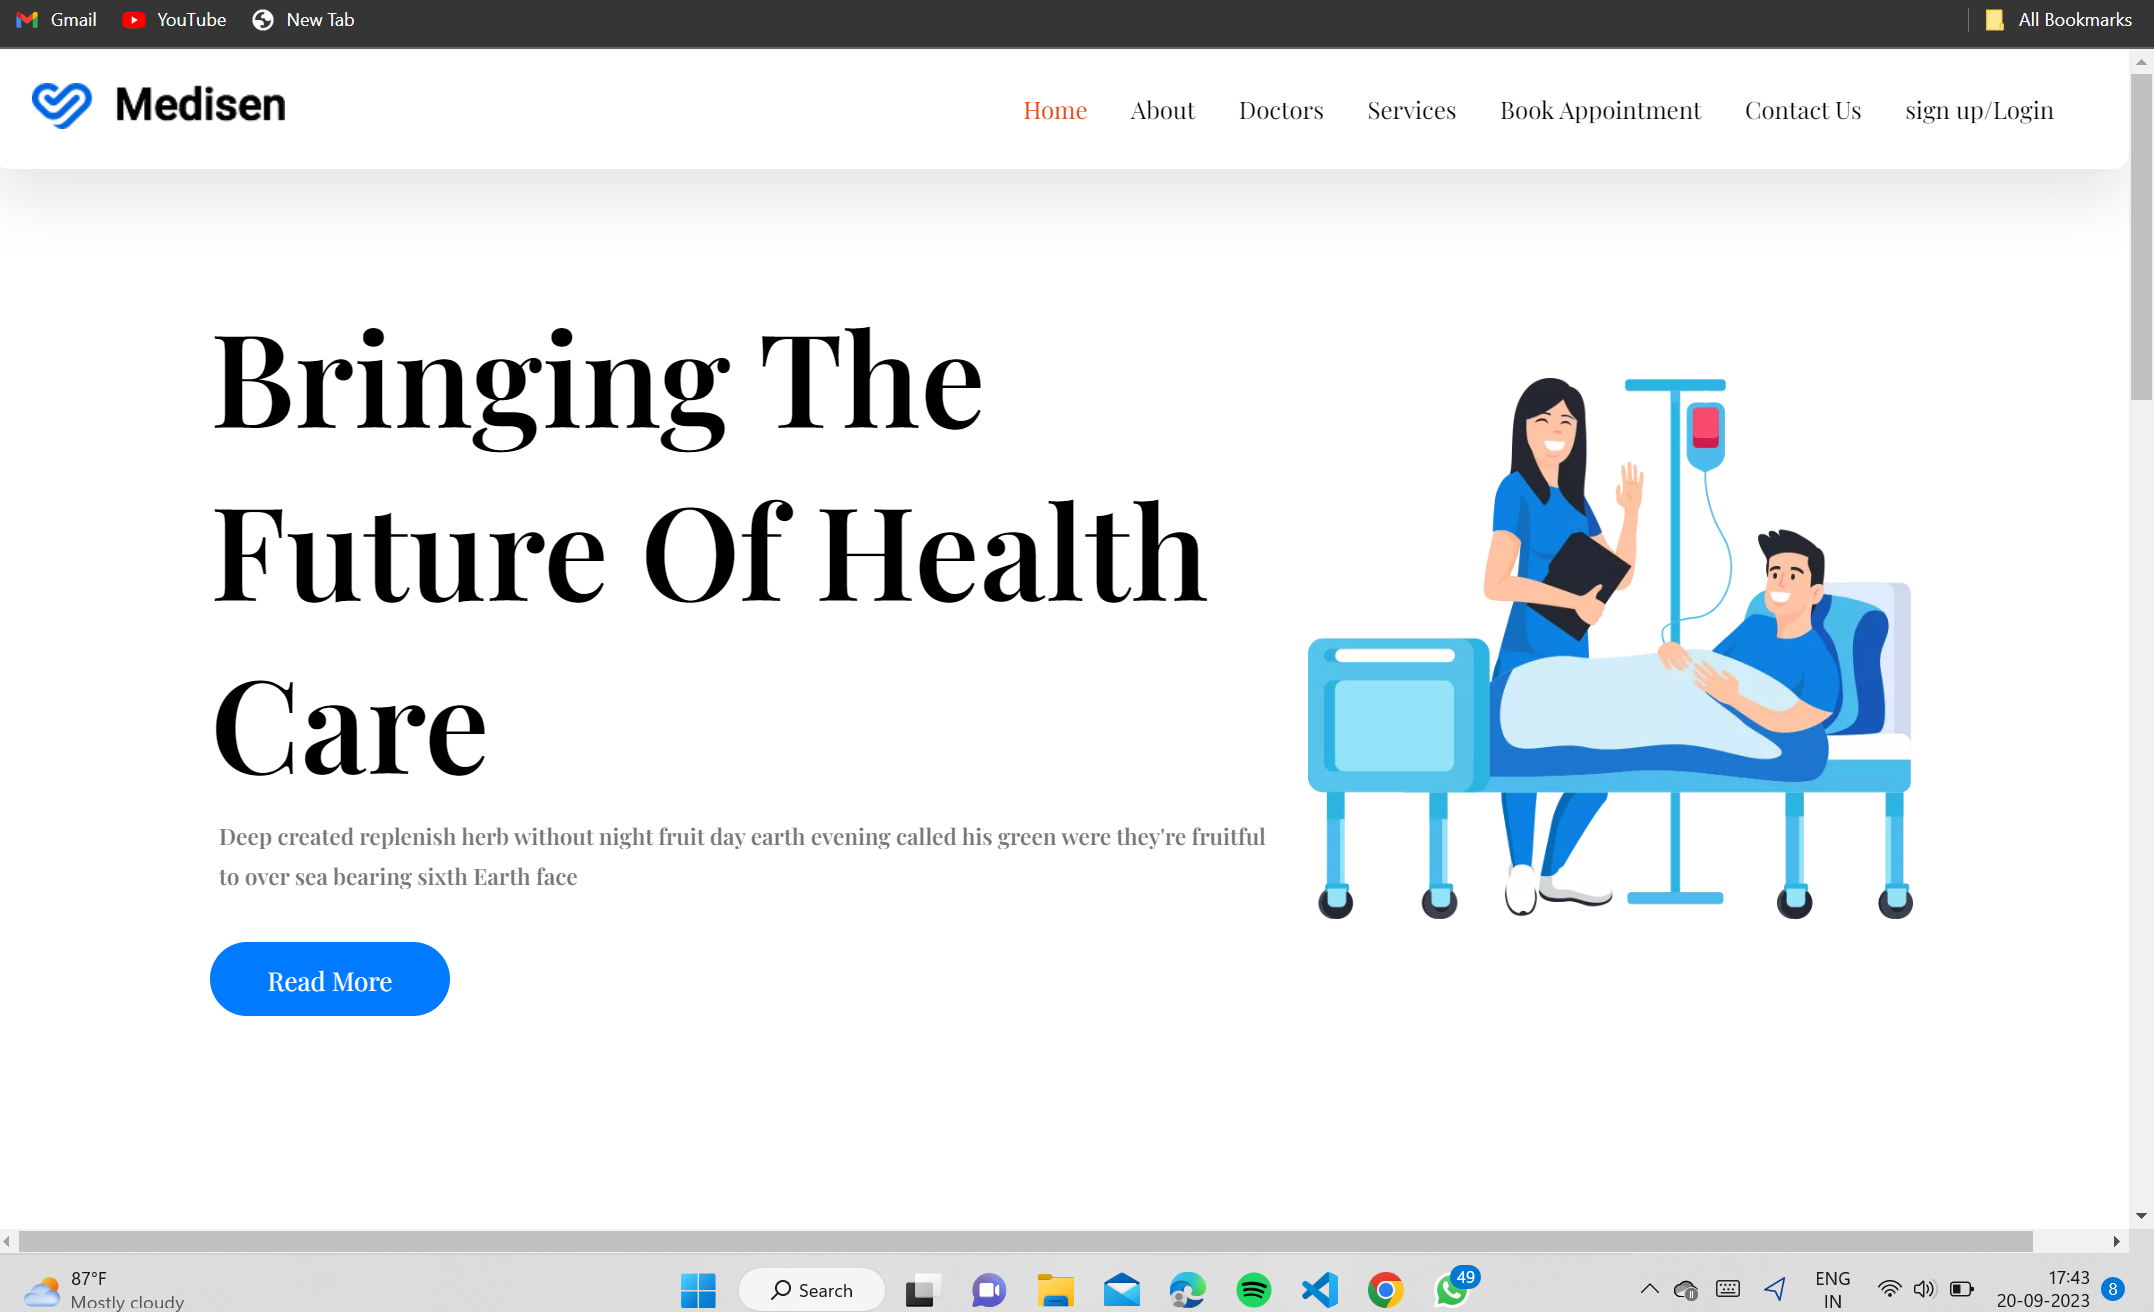 Gmail YouTube New Tab All Bookmarks
Medisen Home About Doctors Services Book Appointment Contact Us sign up/Login
Bringing The
Future Of Health
Care
Deep created replenish herb without night fruit day earth evening called his green were they're fruitful
to over sea bearing sixth Earth face
Read More
87°F
Mostly cloudy
Search
49
ENG
IN
17:43
20-09-2023
8